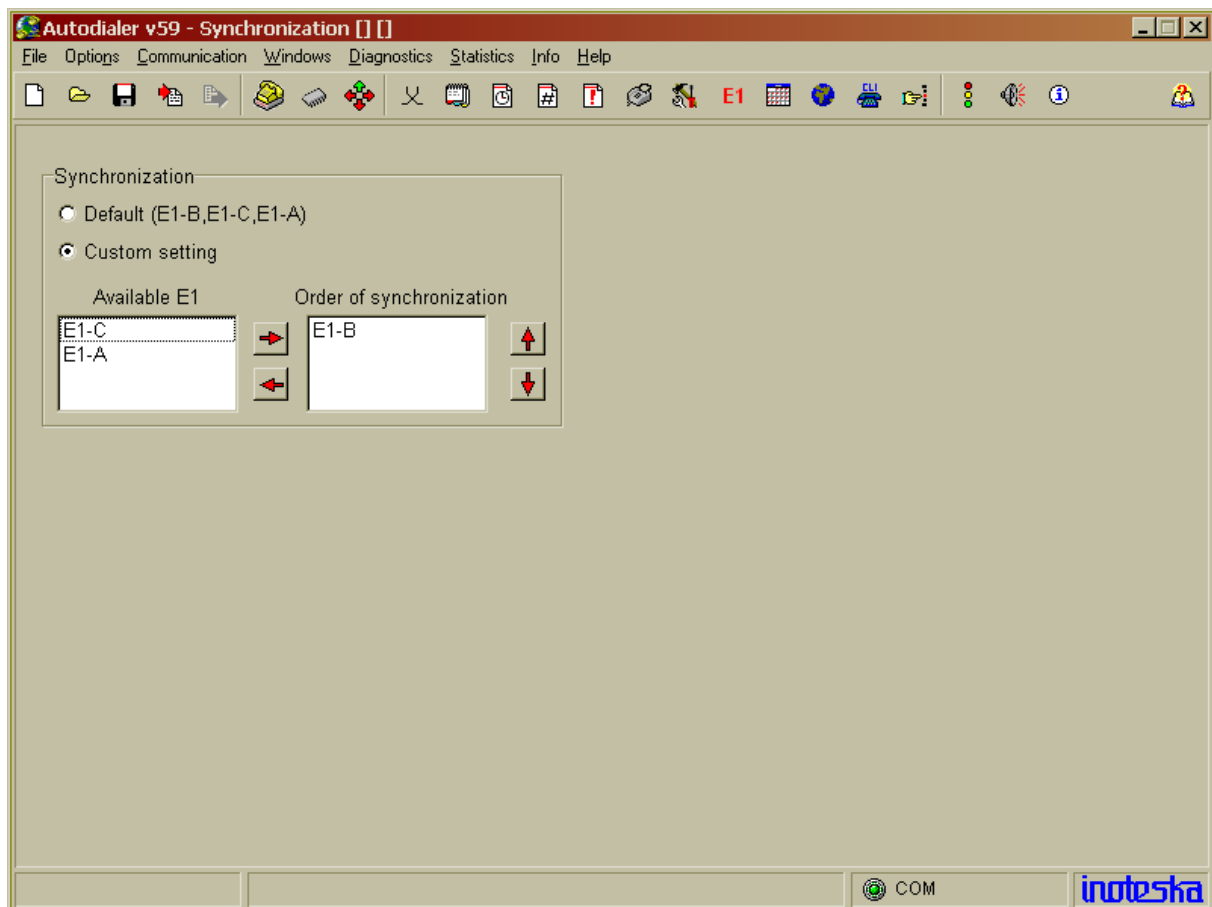 Autodialer v59 - Synchronization [] []
File Options Communication Windows Diagnostics Statistics Info Help
E1
Synchronization
Default (E1-B,E1-C,E1-A)
Custom setting
Available E1 Order of synchronization
E1-C E1-B
E1-A
COM inoteska